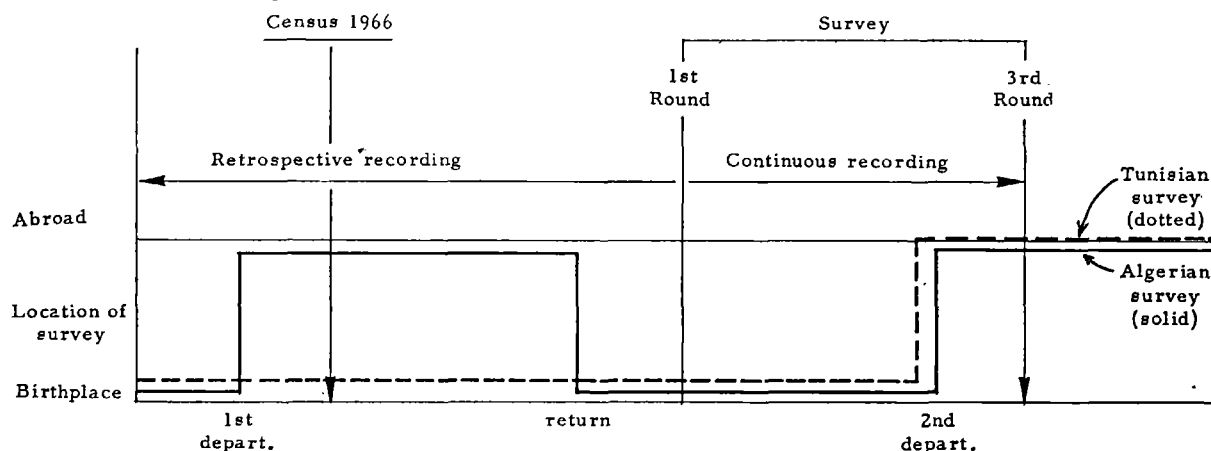 Census 1966
Survey
1st
Round
3rd
Round
Retrospective recording
Continuous recording
Tunisian
survey
(dotted)
Abroad
Algerian
survey
(solid)
Location of
survey
Birthplace
1st
depart.
return
2nd
depart.